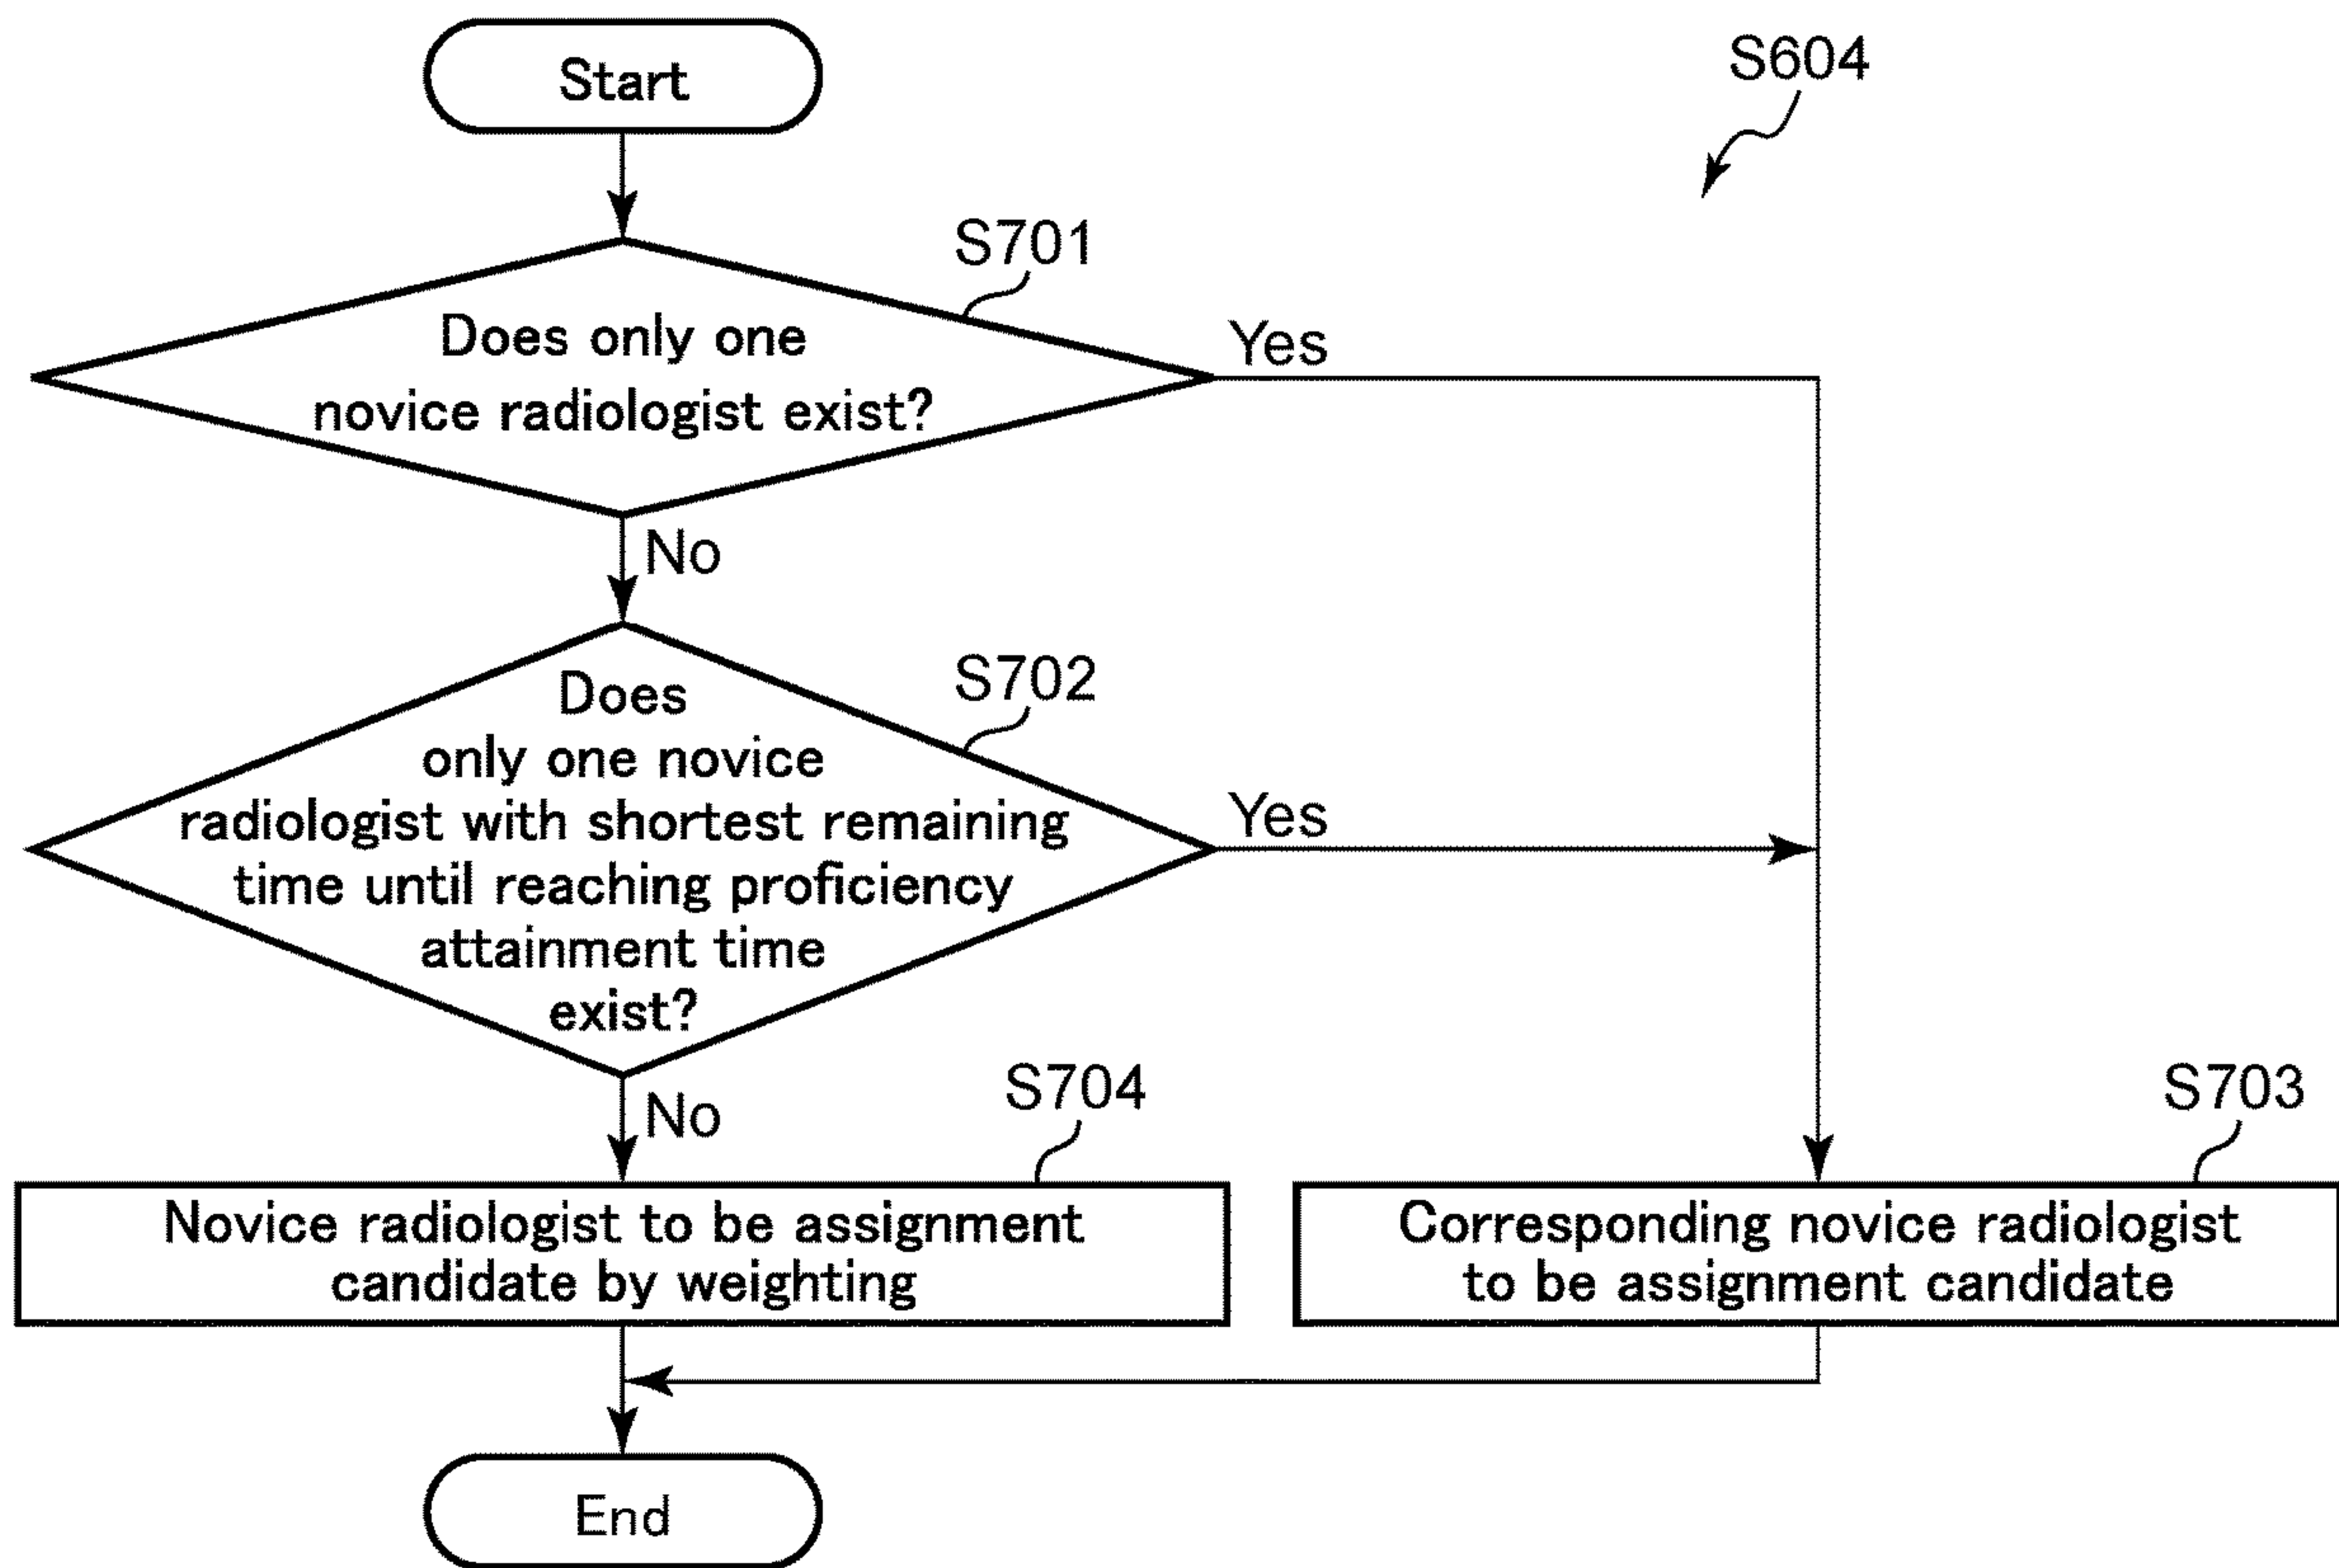 Start
S604
S701
Does only one
novice radiologist exist?
Yes
No
S702
Does
only one novice
radiologist with shortest remaining
time until reaching proficiency
attainment time
exist?
Yes
No
S704
S703
Novice radiologist to be assignment
candidate by weighting
Corresponding novice radiologist
to be assignment candidate
End